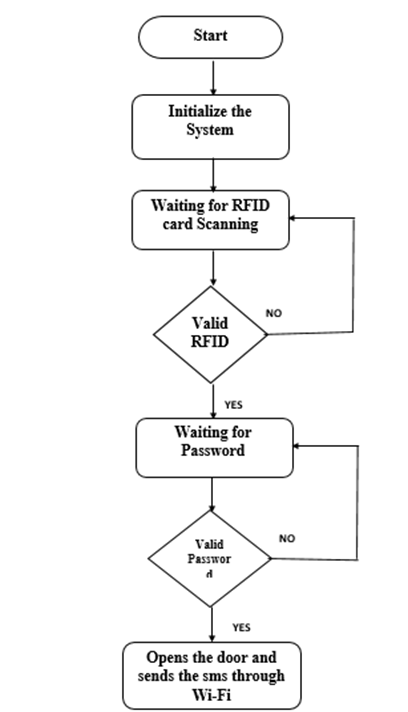 Start
Initialize the
System
Waiting for RFID
card Scanning
Valid
RFID
NO
YES
Waiting for
Password
Valid
Passwor
d
NO
YES
Opens the door and
sends the sms through
Wi-Fi